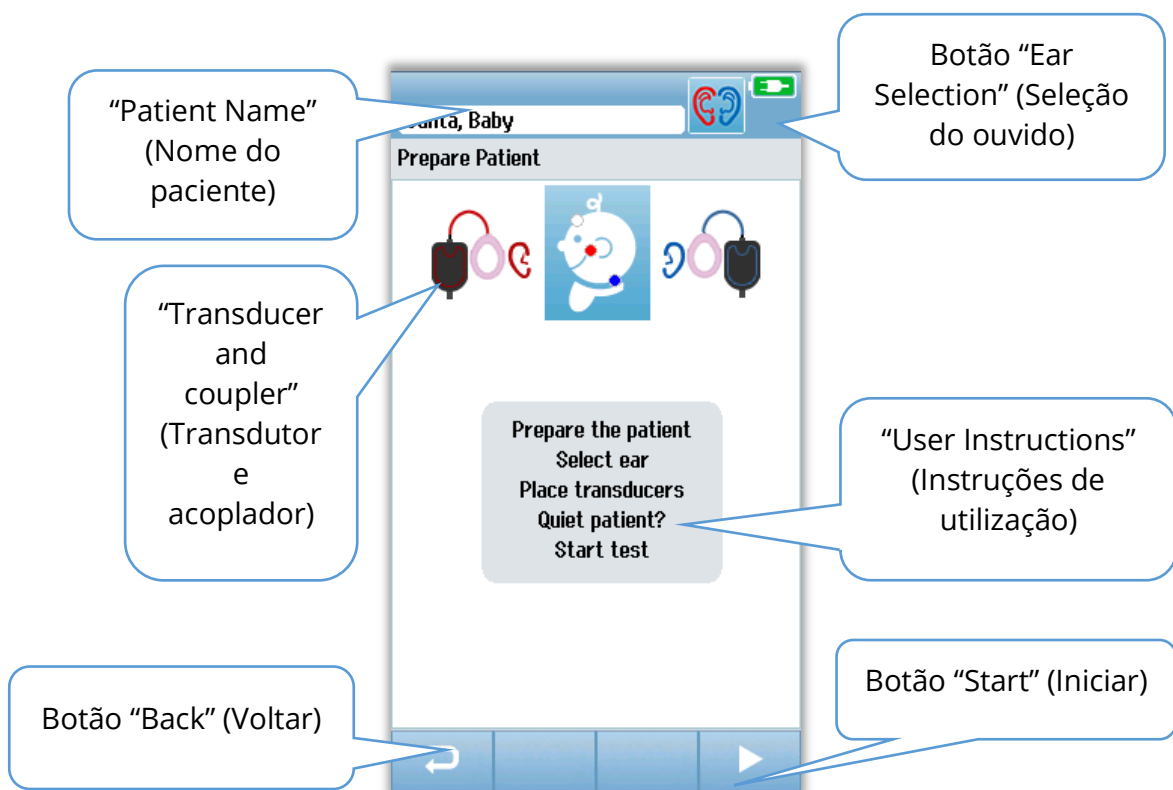 “Patient Name”
(Nome do
paciente)
Botão “Ear
Selection” (Seleção
do ouvido)
Baby
Prepare Patient
“Transducer
and
coupler”
(Transdutor
e
acoplador)
Prepare the patient
Select ear
Place transducers
Quiet patient?
Start test
“User Instructions”
(Instruções de
utilização)
Botão “Back” (Voltar)
Botão “Start” (Iniciar)